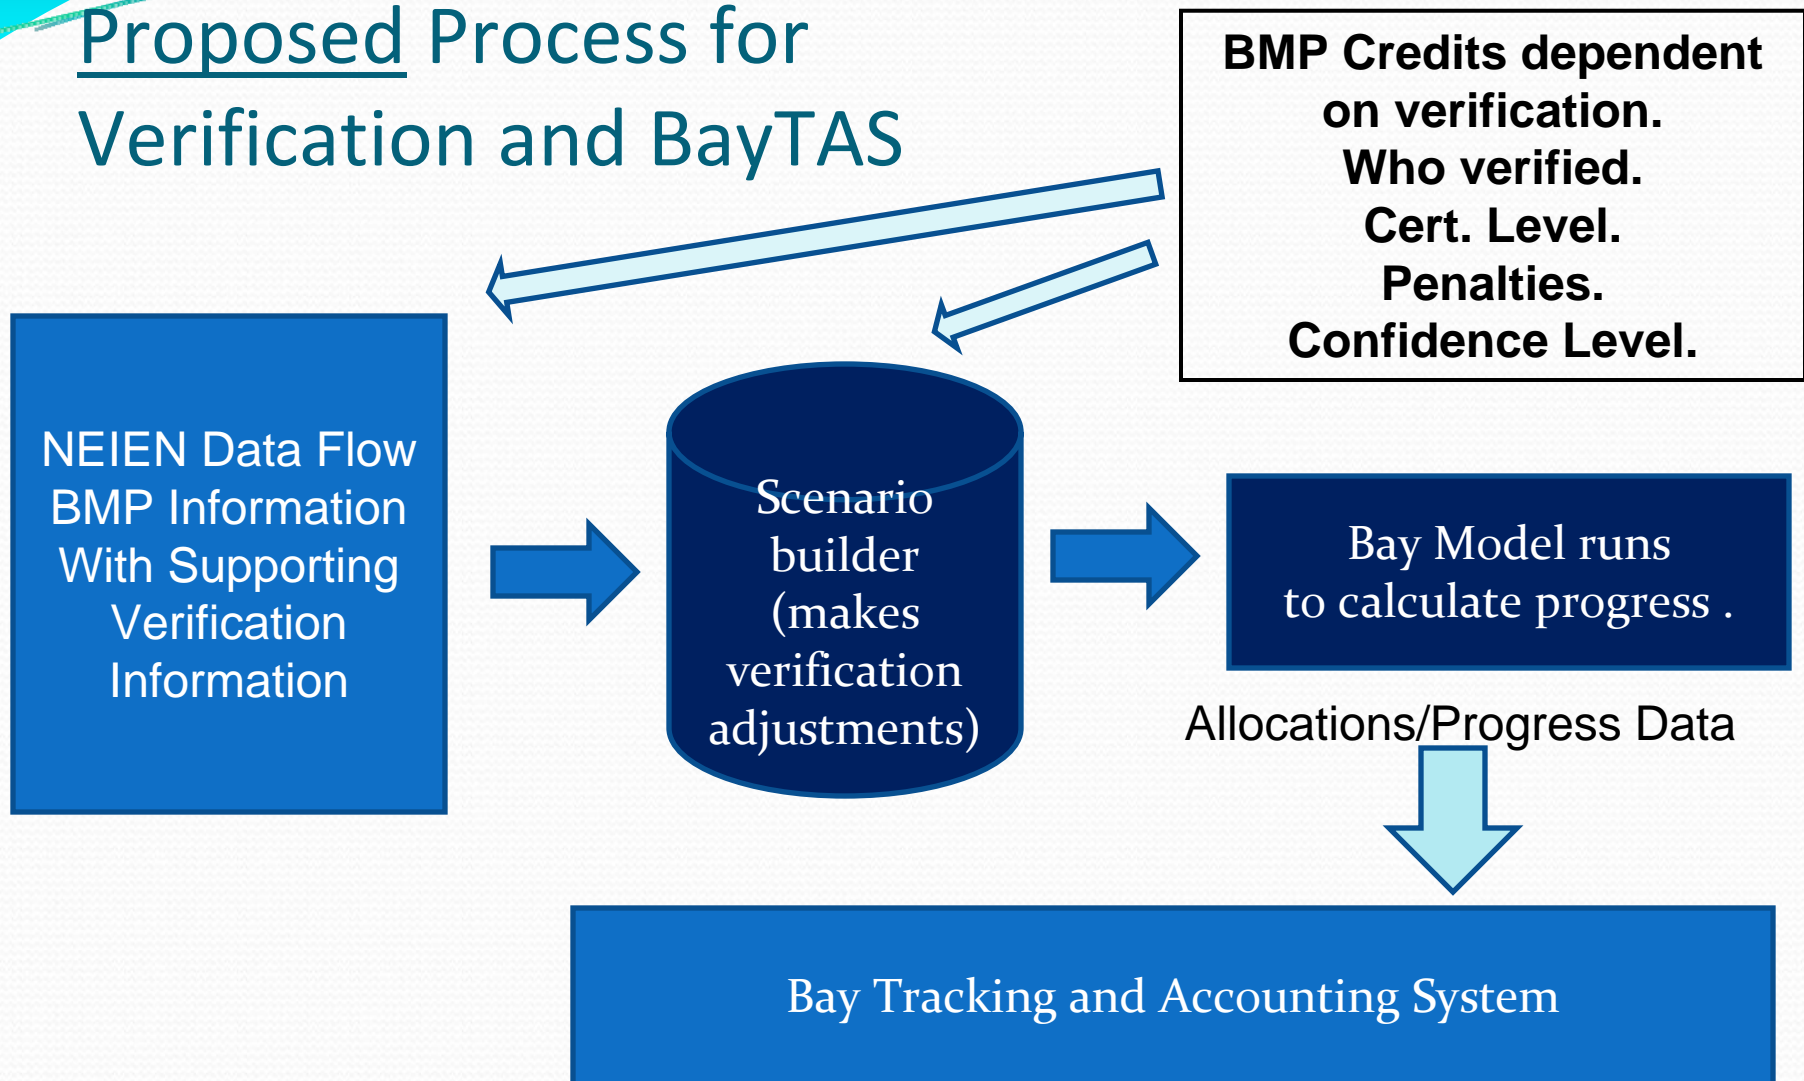 Proposed Process for
Verification and BayTAS
BMP Credits dependent
on verification.
Who verified.
Cert. Level.
Penalties.
Confidence Level.
NEIEN Data Flow
BMP Information
With Supporting
Verification
Information
Scenario
builder
(makes
verification
adjustments)
Bay Model runs
to calculate progress .
Allocations/Progress Data
Bay Tracking and Accounting System